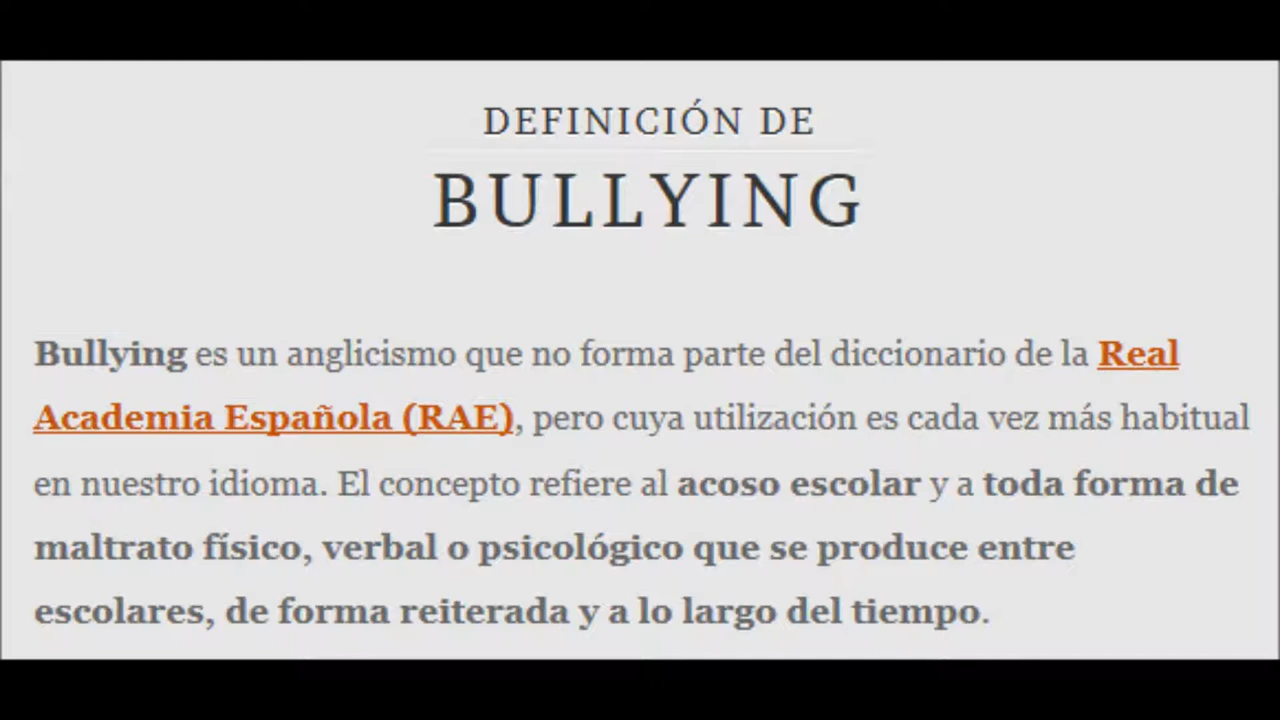 DEFINICIÓN DE
BULLYING
Bullying es un anglicismo que no forma parte del diccionario de la Real
Academia Española (RAE), pero cuya utilización es cada vez más habitual
en nuestro idioma. El concepto refiere al acoso escolar y a toda forma de
maltrato físico, verbal o psicológico que se produce entre
escolares, de forma reiterada y a lo largo del tiempo.